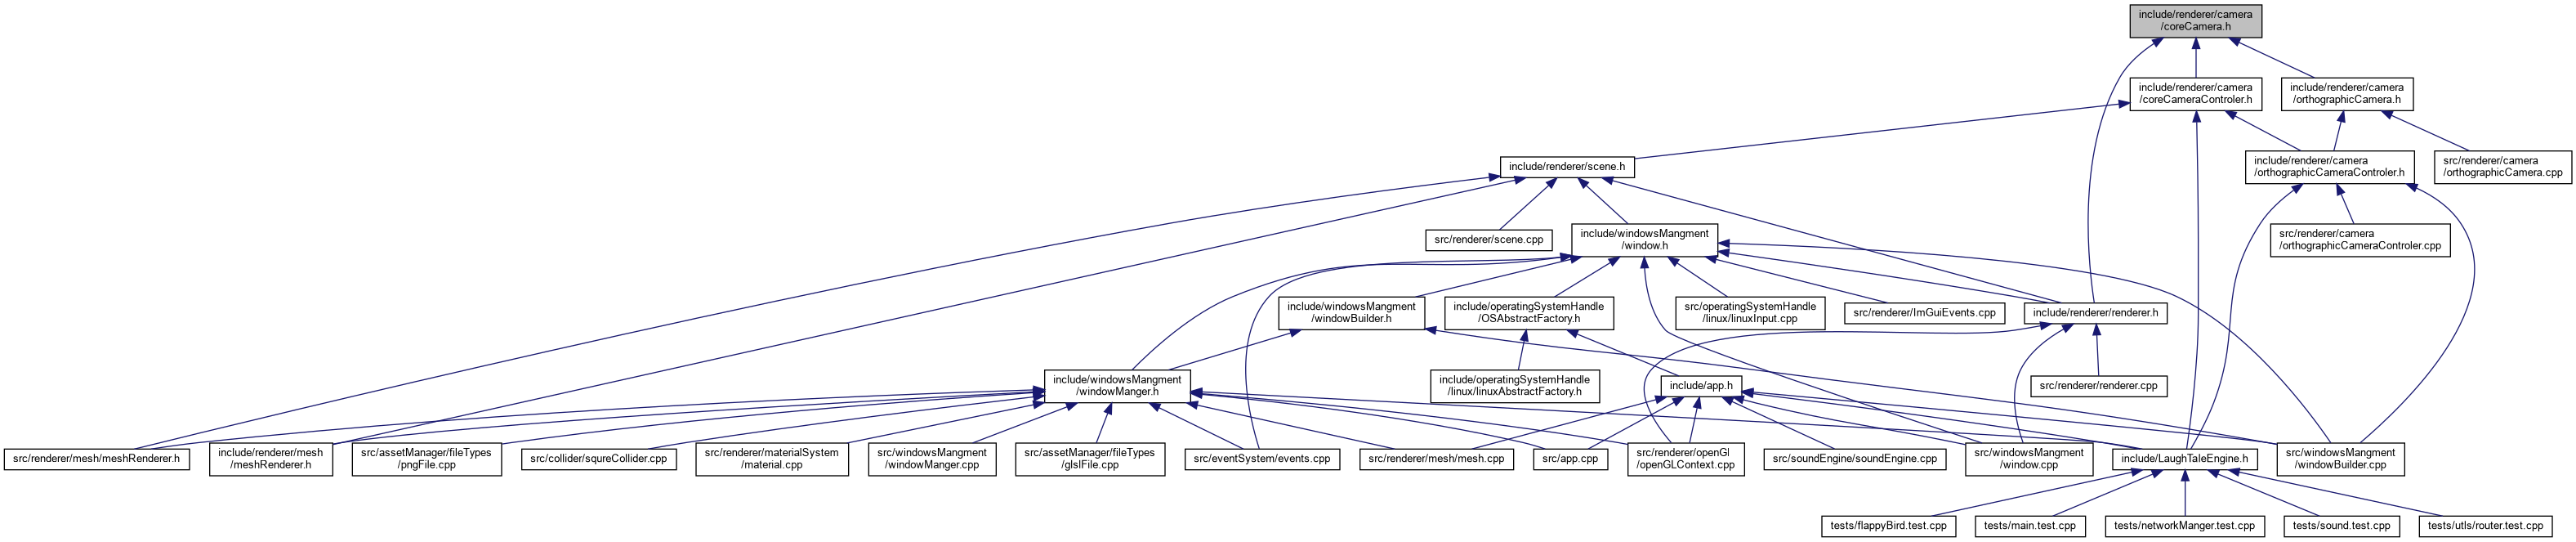 include/renderer/camera
/coreCamera.h
include/renderer/camera
/coreCameraControler.h
include/renderer/camera
/orthographicCamera.h
include/renderer/scene.h
include/renderer/camera
/orthographicCameraControler.h
src/renderer/camera
/orthographicCamera.cpp
src/renderer/scene.cpp
include/windowsMangment
/window.h
src/renderer/camera
/orthographicCameraControler.cpp
include/windowsMangment
/windowBuilder.h
include/operatingSystemHandle
/OSAbstractFactory.h
src/operatingSystemHandle
/linux/linuxInput.cpp
src/renderer/ImGuiEvents.cpp
include/renderer/renderer.h
include/windowsMangment
/windowManger.h
include/operatingSystemHandle
/linux/linuxAbstractFactory.h
include/app.h
src/renderer/renderer.cpp
src/renderer/mesh/meshRenderer.h
include/renderer/mesh
/meshRenderer.h
src/assetManager/fileTypes
/pngFile.cpp
src/collider/squreCollider.cpp
src/renderer/materialSystem
/material.cpp
src/windowsMangment
/windowManger.cpp
src/assetManager/fileTypes
/glslFile.cpp
src/eventSystem/events.cpp
src/renderer/mesh/mesh.cpp
src/app.cpp
src/renderer/openGl
/openGLContext.cpp
src/soundEngine/soundEngine.cpp
src/windowsMangment
/window.cpp
include/LaughTaleEngine.h
src/windowsMangment
/windowBuilder.cpp
tests/flappyBird.test.cpp
tests/main.test.cpp
tests/networkManger.test.cpp
tests/sound.test.cpp
tests/utls/router.test.cpp